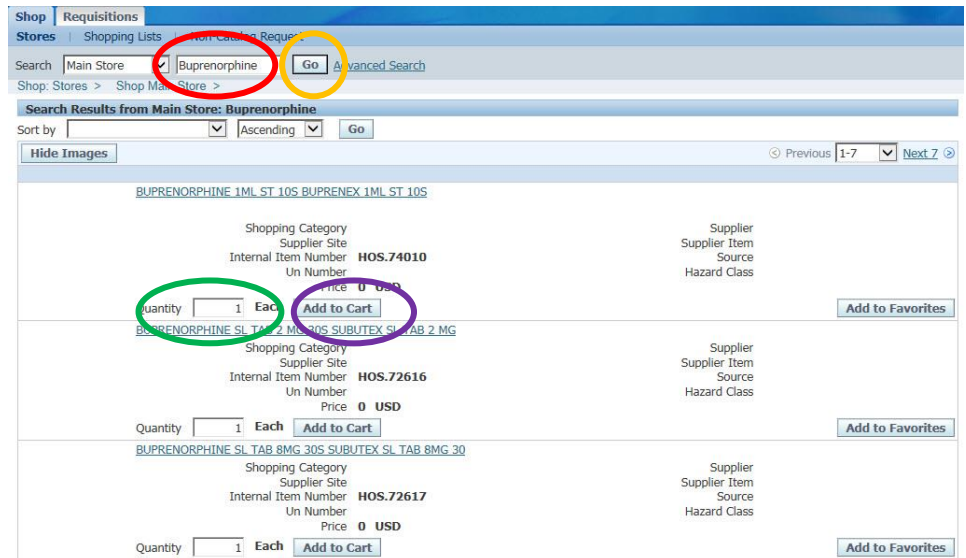 Shop Requisitions
Stores | Shopping Lists | Non-Catalog Request
Search Main Store Buprenorphine Go Advanced Search
Shop: Stores > Shop Main Store >
Search Results from Main Store: Buprenorphine
Sort by Ascending Go
Hide Images Previous 1-7 Next 7
BUPRENORPHINE 1ML ST 10S BUPRENEX 1ML ST 10S
Shopping Category Supplier
Supplier Site Supplier Item
Internal Item Number HOS.74010 Source
Un Number Hazard Class
Price 0 USD
Quantity 1 Each Add to Cart Add to Favorites
BUPRENORPHINE SL TAB 2 MG 30S SUBUTEX SL TAB 2 MG
Shopping Category Supplier
Supplier Site Supplier Item
Internal Item Number HOS.72616 Source
Un Number Hazard Class
Price 0 USD
Quantity 1 Each Add to Cart Add to Favorites
BUPRENORPHINE SL TAB 8MG 30S SUBUTEX SL TAB 8MG 30
Shopping Category Supplier
Supplier Site Supplier Item
Internal Item Number HOS.72617 Source
Un Number Hazard Class
Price 0 USD
Quantity 1 Each Add to Cart Add to Favorites